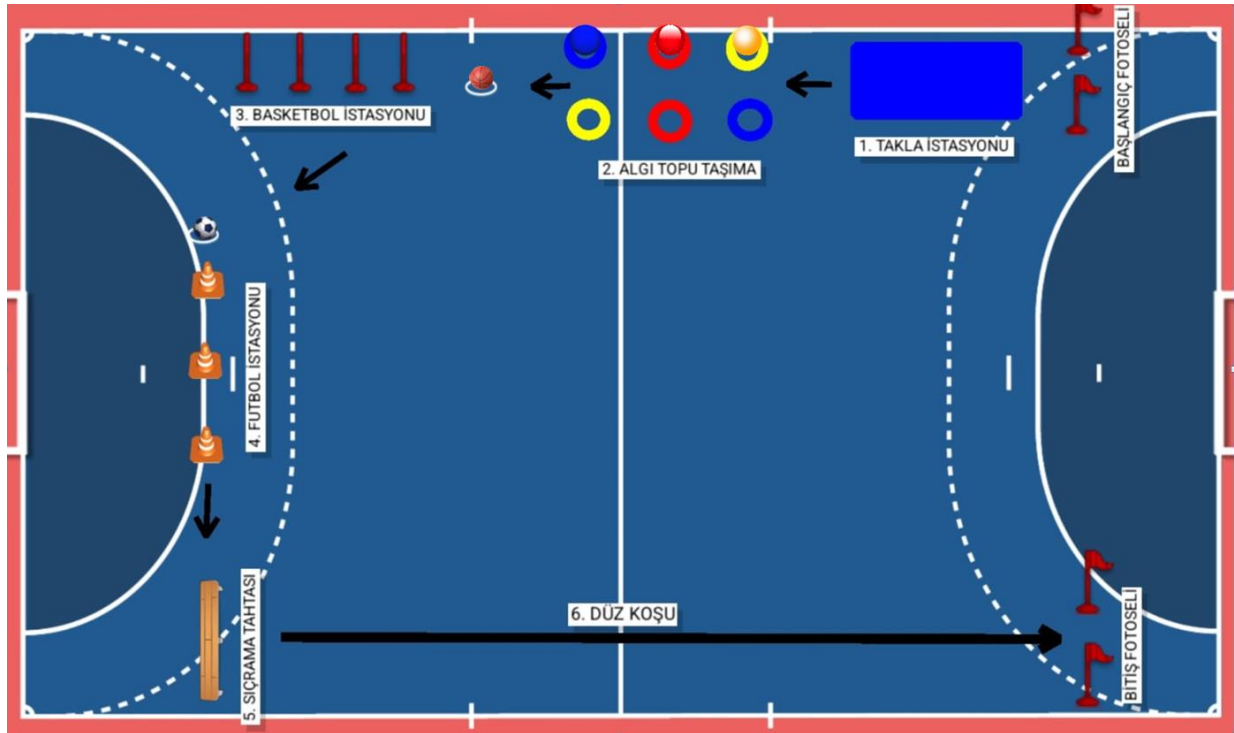 BAŞLANGIÇ FOTOSELİ
1. TAKLA İSTASYONU
2. ALGI TOPU TAŞIMA
3. BASKETBOL İSTASYONU
4. FUTBOL İSTASYONU
5. SIÇRAMA TAHTASI
6. DÜZ KOŞU
BİTİŞ FOTOSELİ